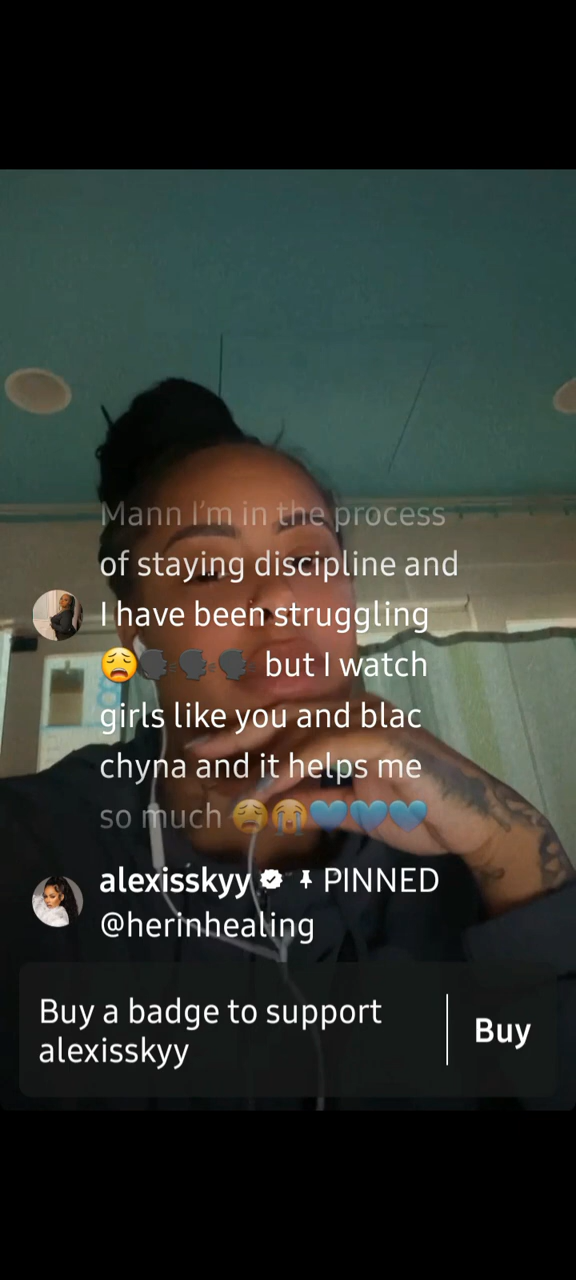 Mann I'm in the process
of staying discipline and
I have been struggling
😩🗣️🗣️🗣️ but I watch
girls like you and blac
chyna and it helps me
so much 😩😭💙💙💙
alexisskyy PINNED
@herinhealing
Buy a badge to support
alexisskyy
Buy